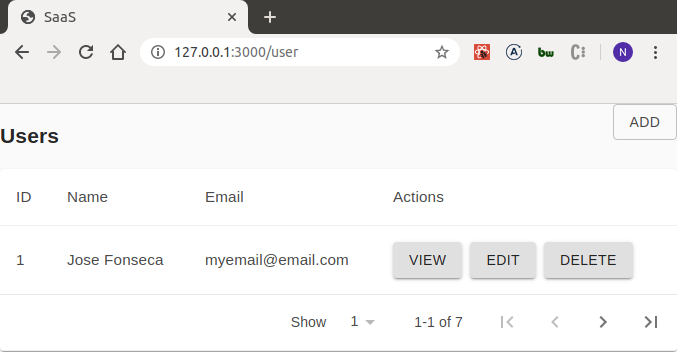 SaaS
127.0.0.1:3000/user
N
ADD
Users
ID Name Email Actions
1 Jose Fonseca myemail@email.com VIEW EDIT DELETE
Show 1 1-1 of 7